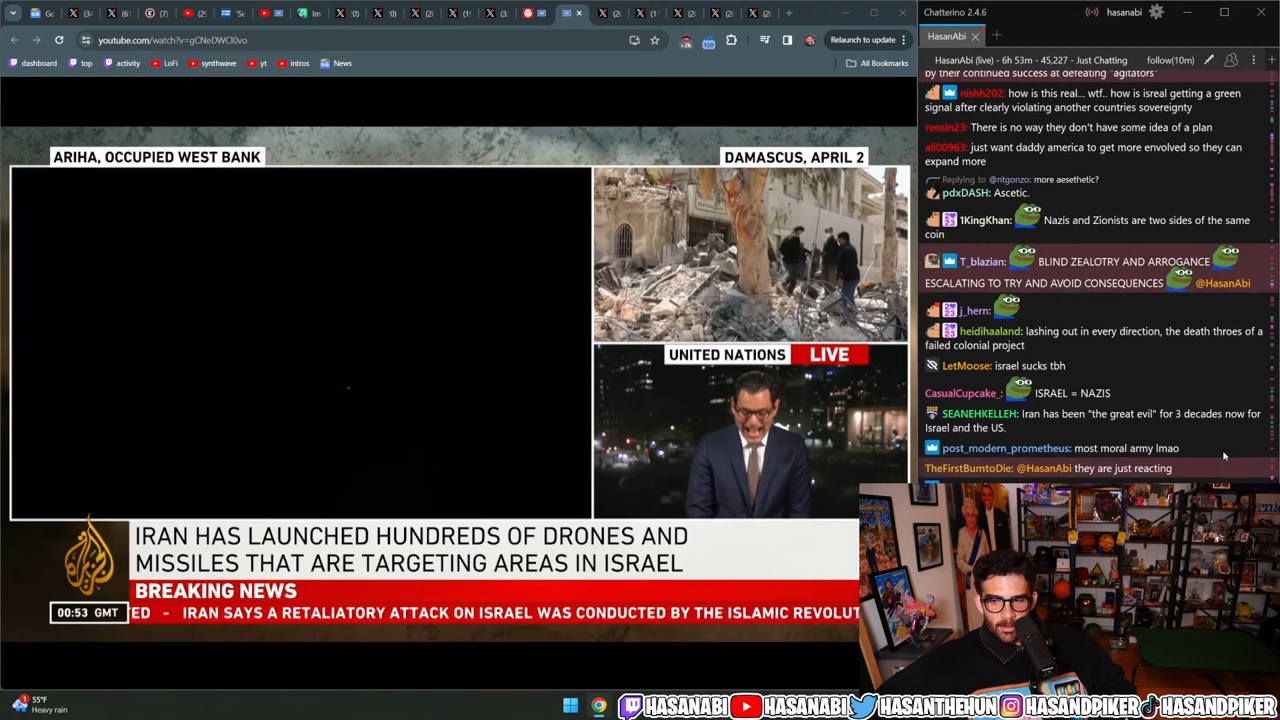 Relaunch to update
youtube.com/watch?v=gCNeDWCl0vo
dashboard
top
activity
LoFi
synthwave
yt
intros
News
All Bookmarks
ARIHA, OCCUPIED WEST BANK
DAMASCUS, APRIL 2
UNITED NATIONS
LIVE
IRAN HAS LAUNCHED HUNDREDS OF DRONES AND
MISSILES THAT ARE TARGETING AREAS IN ISRAEL
BREAKING NEWS
00:53 GMT
ED - IRAN SAYS A RETALIATORY ATTACK ON ISRAEL WAS CONDUCTED BY THE ISLAMIC REVOLUT
55°F
Heavy rain
Chatterino 2.4.6
hasanabi
HasanAbi
HasanAbi (live) - 6h 53m - 45,227 - Just Chatting
follow(10m)
by their continued success at defeating "agitators"
nishh202: how is this real... wtf.. how is isreal getting a green
signal after clearly violating another countries sovereignty
rensin23: There is no way they don't have some idea of a plan
ali00963: just want daddy america to get more envolved so they can
expand more
Replying to @ntgonzo: more aesethetic?
pdxDASH: Ascetic.
1KingKhan: Nazis and Zionists are two sides of the same
coin
T_blazian: BLIND ZEALOTRY AND ARROGANCE
ESCALATING TO TRY AND AVOID CONSEQUENCES @HasanAbi
j_hern:
heidihaaland: lashing out in every direction, the death throes of a
failed colonial project
LetMoose: israel sucks tbh
CasualCupcake_: ISRAEL = NAZIS
SEANEHKELLEH: Iran has been "the great evil" for 3 decades now for
Israel and the US.
post_modern_prometheus: most moral army lmao
TheFirstBumtoDie: @HasanAbi they are just reacting
HASANABI
HASANABI
HASANTHEHUN
HASANDPIKER
HASANDPIKER